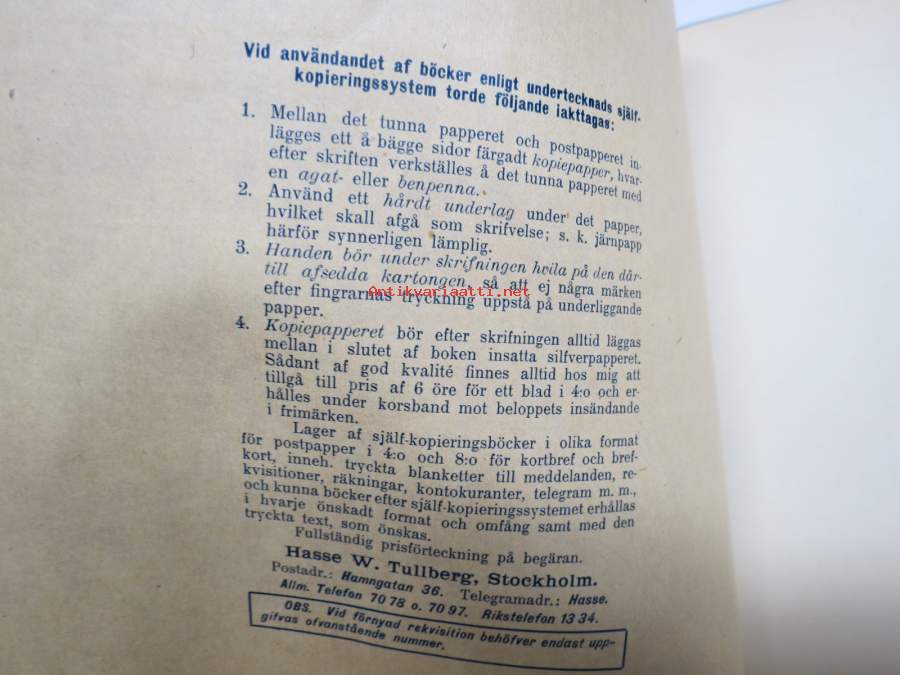 Vid användandet af böcker enligt undertecknads själf-
kopieringssystem torde följande iakttagas:
1. Mellan det tunna papperet och postpapperet in-
lägges ett å bägge sidor färgadt kopiepapper, hvar-
efter skriften verkställes å det tunna papperet med
en agat- eller benpenna.
2. Använd ett hårdt underlag under det papper,
hvilket skall afgå som skrifvelse; s. k. järnpapp
härför synnerligen lämplig.
3. Handen bör under skrifningen hvila på den där-
till afsedda kartongen, så att ej några märken
Antikvariaatti.net
efter fingrarnas tryckning uppstå på underliggande
papper.
4. Kopiepapperet bör efter skrifningen alltid läggas
mellan i slutet af boken insatta silfverpapperet.
Sådant af god kvalité finnes alltid hos mig att
tillgå till pris af 6 öre för ett blad i 4:o och er-
hålles under korsband mot beloppets insändande
i frimärken.
Lager af själf-kopieringsböcker i olika format
för postpapper i 4:o och 8:o för kortbref och bref-
kort, inneh. tryckta blanketter till meddelanden, re-
kvisitioner, räkningar, kontokuranter, telegram m. m.,
och kunna böcker efter själf-kopieringssystemet erhållas
i hvarje önskadt format och omfång samt med den
tryckta text, som önskas.
Fullständig prisförteckning på begäran.
Hasse W. Tullberg, Stockholm.
Postadr.: Hamngatan 36. Telegramadr.: Hasse.
Allm. Telefon 70 78 o. 70 97. Rikstelefon 13 34.
OBS. Vid förnyad rekvisition behöfver endast upp-
gifvas ofvanstående nummer.